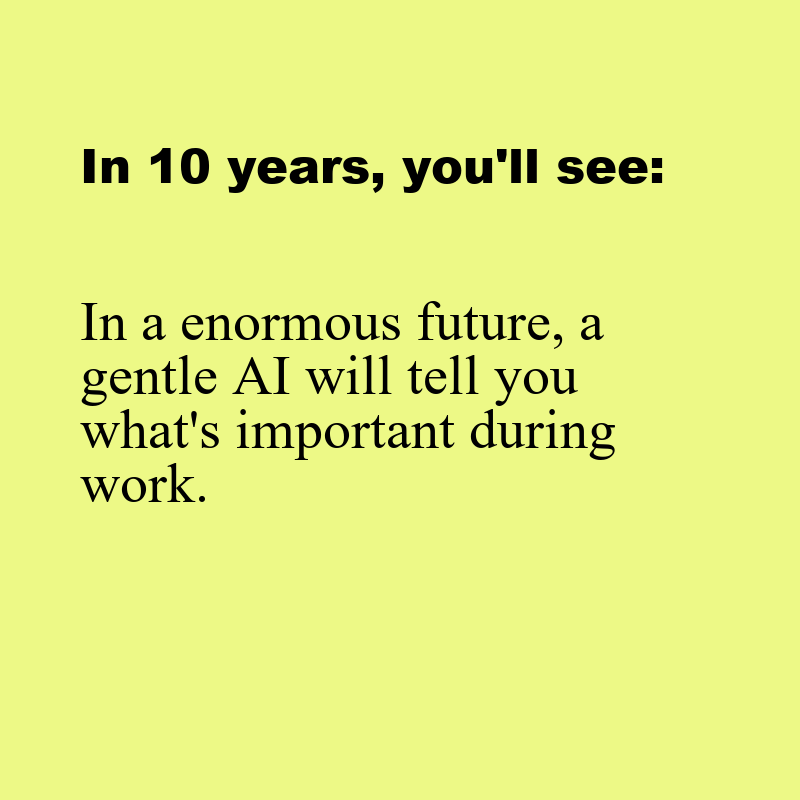 In 10 years, you'll see:
In a enormous future, a
gentle AI will tell you
what's important during
work.